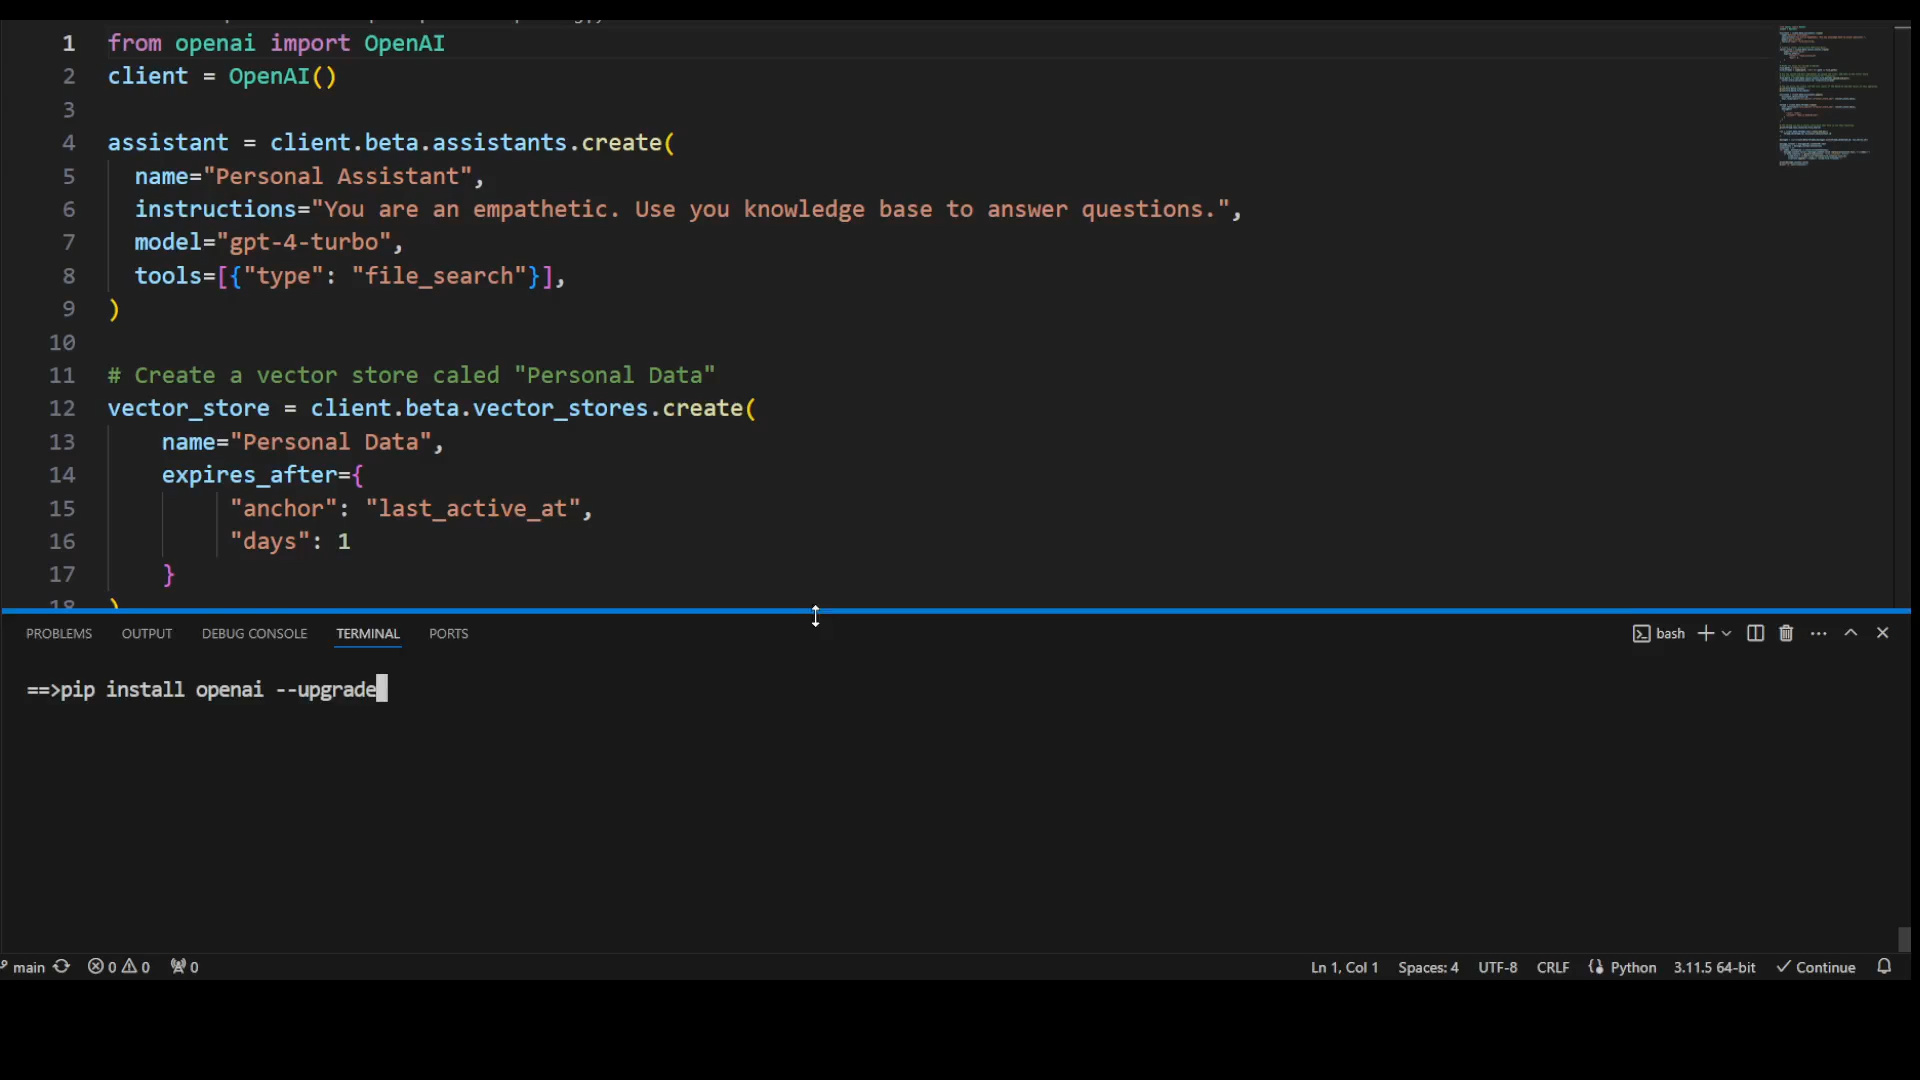 1 from openai import OpenAI
2 client = OpenAI()
3
4 assistant = client.beta.assistants.create(
5 name="Personal Assistant",
6 instructions="You are an empathetic. Use you knowledge base to answer questions.",
7 model="gpt-4-turbo",
8 tools=[{"type": "file_search"}],
9 )
10
11 # Create a vector store caled "Personal Data"
12 vector_store = client.beta.vector_stores.create(
13 name="Personal Data",
14 expires_after={
15 "anchor": "last_active_at",
16 "days": 1
17 }
18 )
PROBLEMS OUTPUT DEBUG CONSOLE TERMINAL PORTS bash
==>pip install openai --upgrade
main 0 0 0 Ln 1, Col 1 Spaces: 4 UTF-8 CRLF Python 3.11.5 64-bit Continue